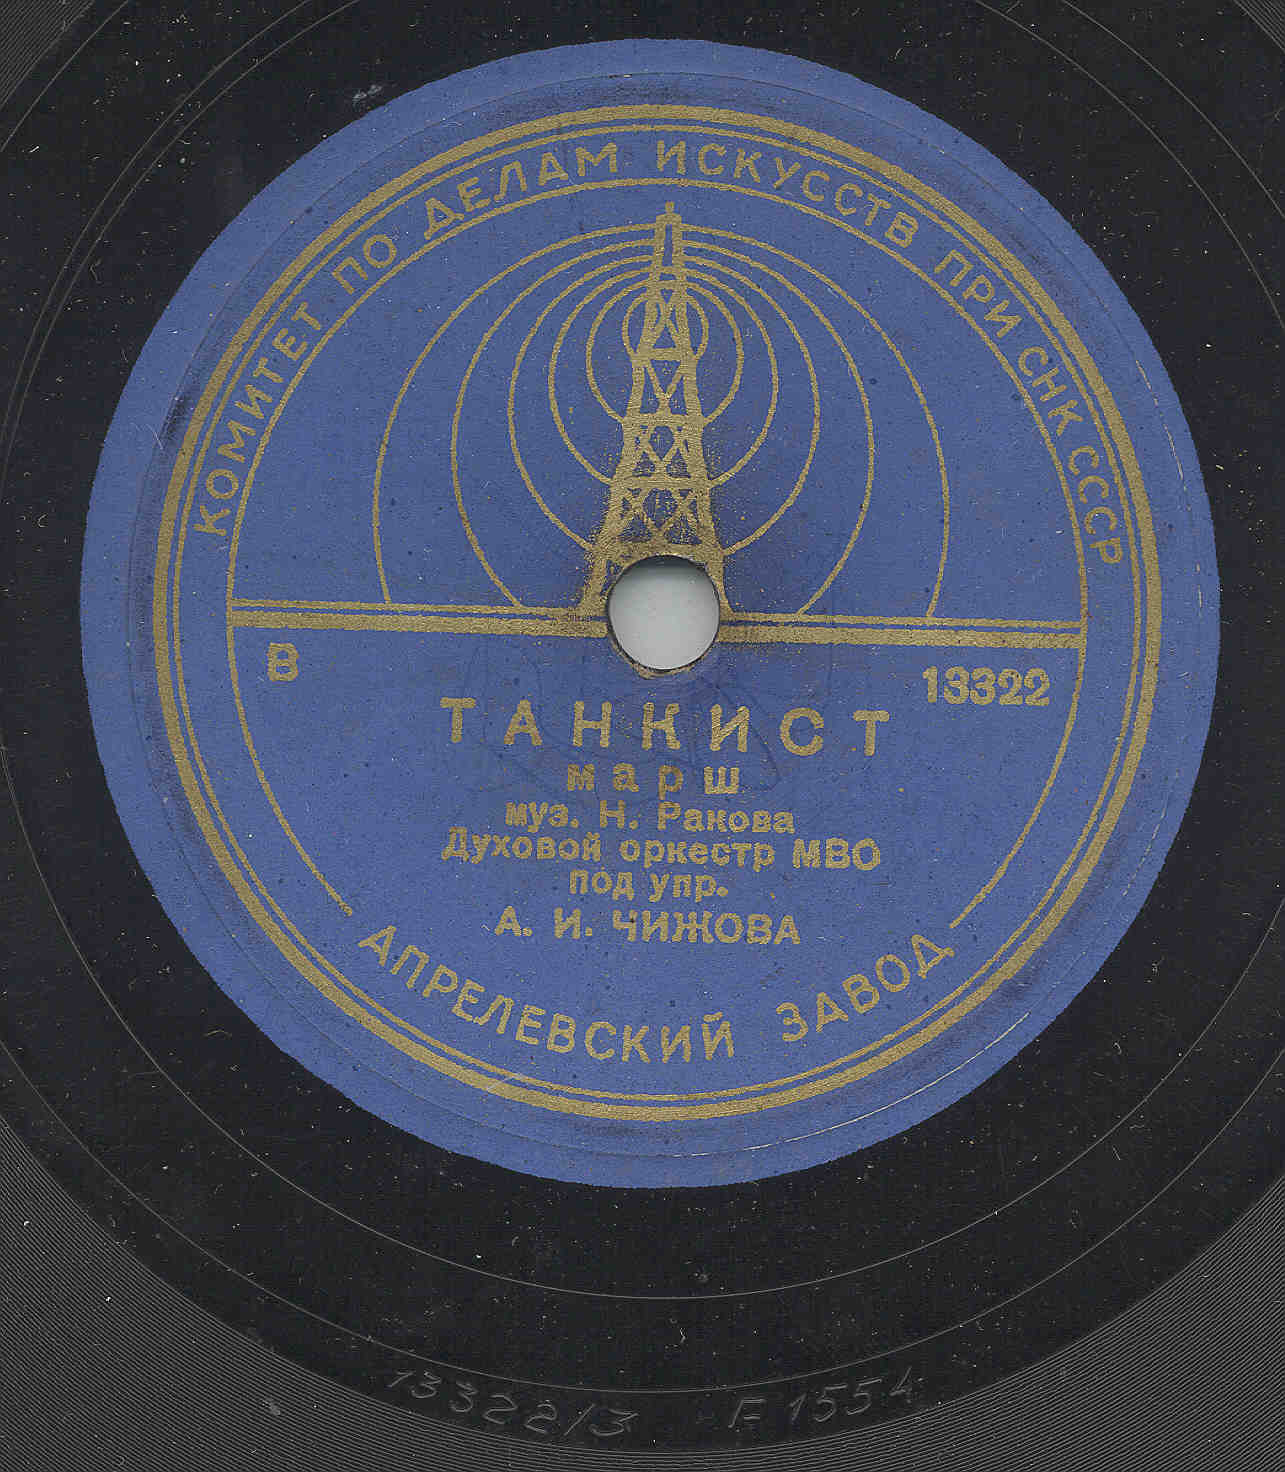 КОМИТЕТ ПО ДЕЛАМ ИСКУССТВ ПРИ СНК СССР
В
13322
ТАНКИСТ
марш
муз. Н. Ракова
Духовой оркестр МВО
под упр.
А. И. ЧИЖОВА
АПРЕЛЕВСКИЙ ЗАВОД
13322/3 F 1554